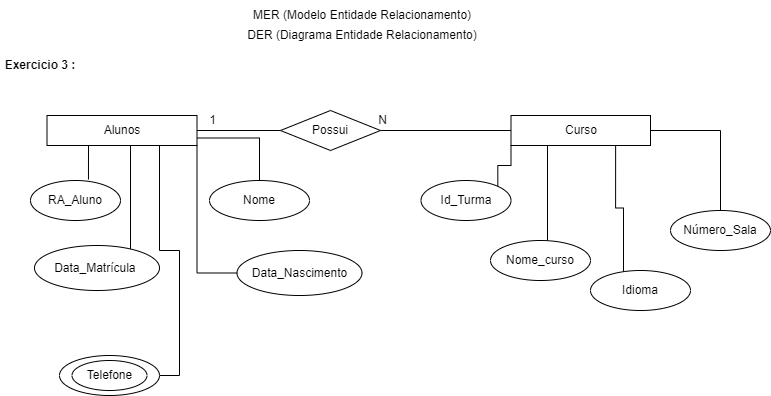 MER (Modelo Entidade Relacionamento)
DER (Diagrama Entidade Relacionamento)
Exercicio 3 :
Alunos
1
Possui
N
Curso
RA_Aluno
Nome
Id_Turma
Número_Sala
Data_Matrícula
Data_Nascimento
Nome_curso
Idioma
Telefone